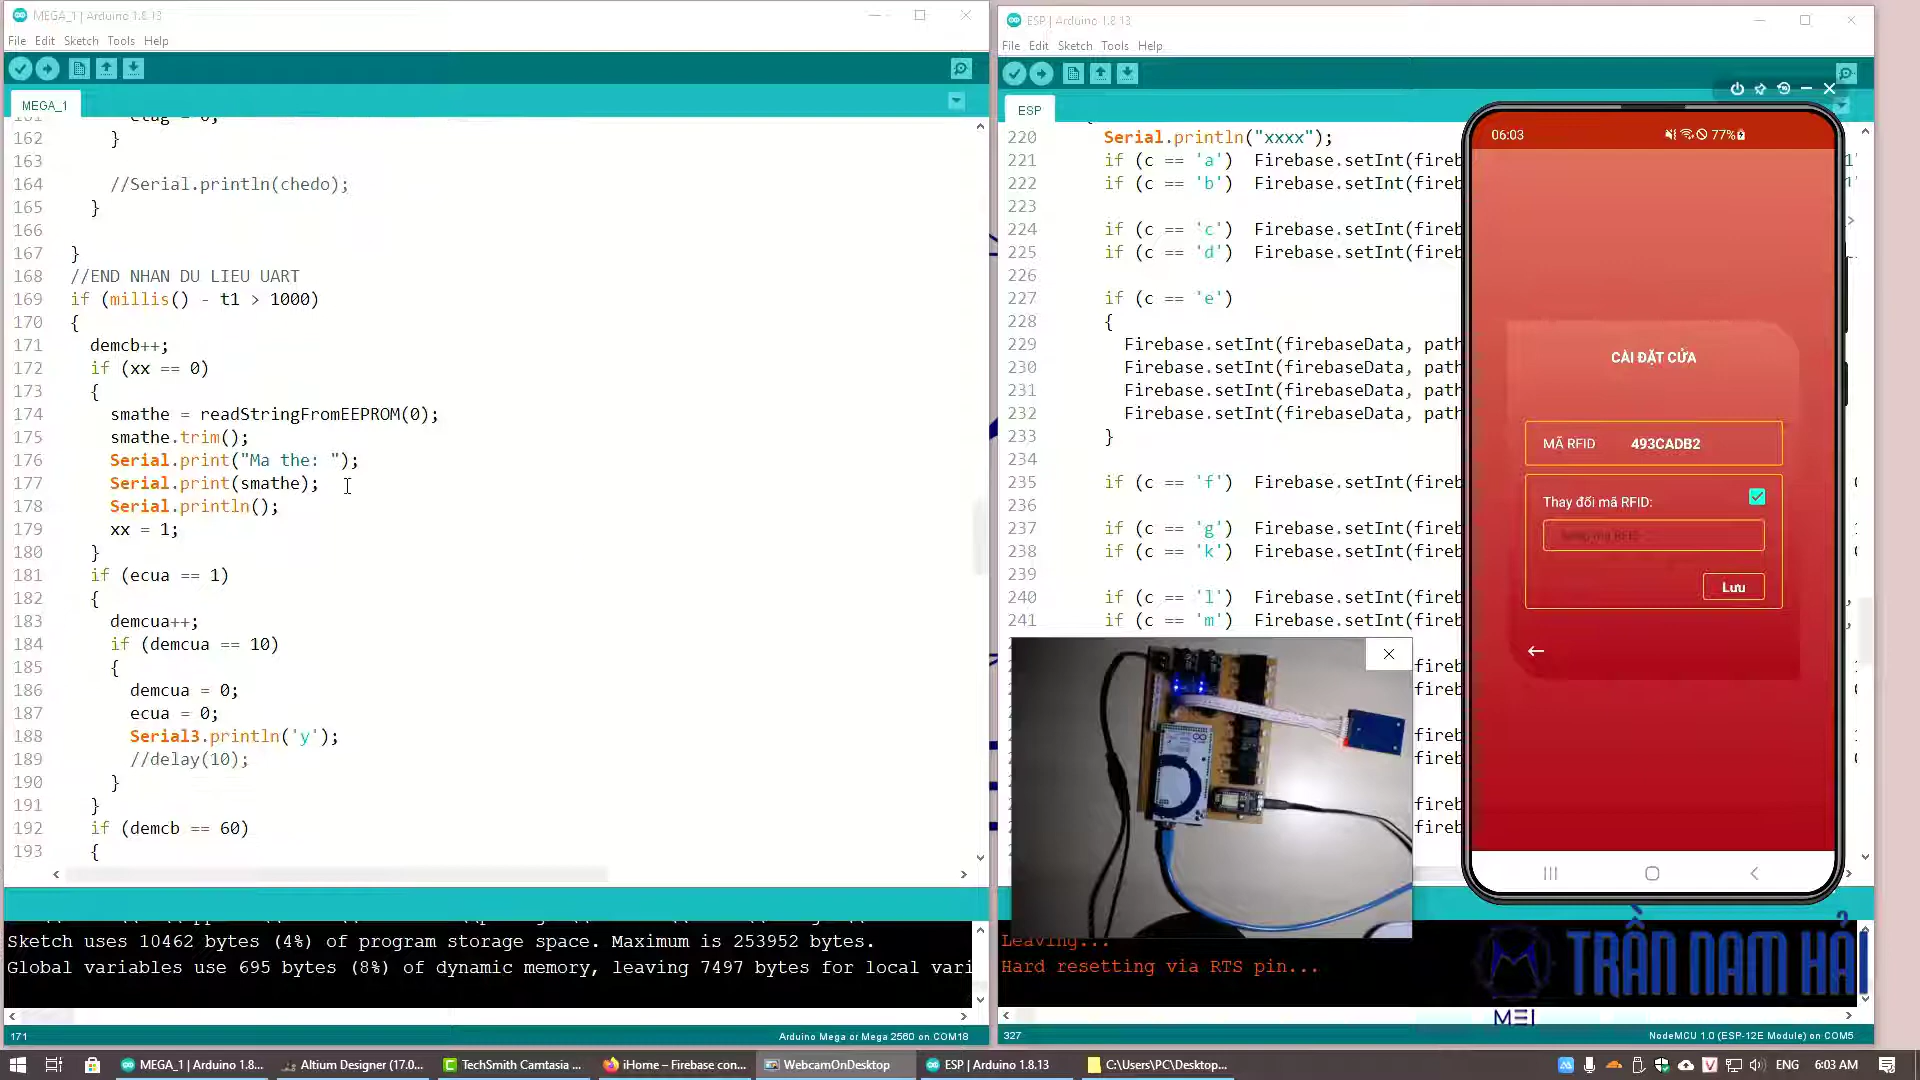 MEGA_1 | Arduino 1.8.13
File Edit Sketch Tools Help
MEGA_1
162 }
163
164 //Serial.println(chedo);
165 }
166
167 }
168 //END NHAN DU LIEU UART
169 if (millis() - t1 > 1000)
170 {
171 demcb++;
172 if (xx == 0)
173 {
174 smathe = readStringFromEEPROM(0);
175 smathe.trim();
176 Serial.print("Ma the: ");
177 Serial.print(smathe);
178 Serial.println();
179 xx = 1;
180 }
181 if (ecua == 1)
182 {
183 demcua++;
184 if (demcua == 10)
185 {
186 demcua = 0;
187 ecua = 0;
188 Serial3.println('y');
189 //delay(10);
190 }
191 }
192 if (demcb == 60)
193 {
Sketch uses 10462 bytes (4%) of program storage space. Maximum is 253952 bytes.
Global variables use 695 bytes (8%) of dynamic memory, leaving 7497 bytes for local vari
171
Arduino Mega or Mega 2560 on COM18
ESP | Arduino 1.8.13
File Edit Sketch Tools Help
ESP
220 Serial.println("xxxx");
221 if (c == 'a') Firebase.setInt(fireb
222 if (c == 'b') Firebase.setInt(fireb
223
224 if (c == 'c') Firebase.setInt(fireb
225 if (c == 'd') Firebase.setInt(fireb
226
227 if (c == 'e')
228 {
229 Firebase.setInt(firebaseData, path
230 Firebase.setInt(firebaseData, path
231 Firebase.setInt(firebaseData, path
232 Firebase.setInt(firebaseData, path
233 }
234
235 if (c == 'f') Firebase.setInt(fireb
236
237 if (c == 'g') Firebase.setInt(fireb
238 if (c == 'k') Firebase.setInt(fireb
239
240 if (c == 'l') Firebase.setInt(fireb
241 if (c == 'm') Firebase.setInt(fireb
fireb
fireb
fireb
fireb
fireb
fireb
Leaving...
Hard resetting via RTS pin...
327
NodeMCU 1.0 (ESP-12E Module) on COM5
06:03
77%
CÀI ĐẶT CỬA
MÃ RFID 493CADB2
Thay đổi mã RFID:
Lưu
TRẦN NAM HẢI
MEI
MEGA_1 | Arduino 1.8...
Altium Designer (17.0...
TechSmith Camtasia ...
iHome – Firebase con...
WebcamOnDesktop
ESP | Arduino 1.8.13
C:\Users\PC\Desktop...
ENG
6:03 AM